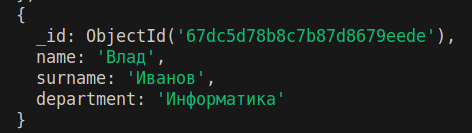 {
_id: ObjectId('67dc5d78b8c7b87d8679eede'),
name: 'Влад',
surname: 'Иванов',
department: 'Информатика'
}